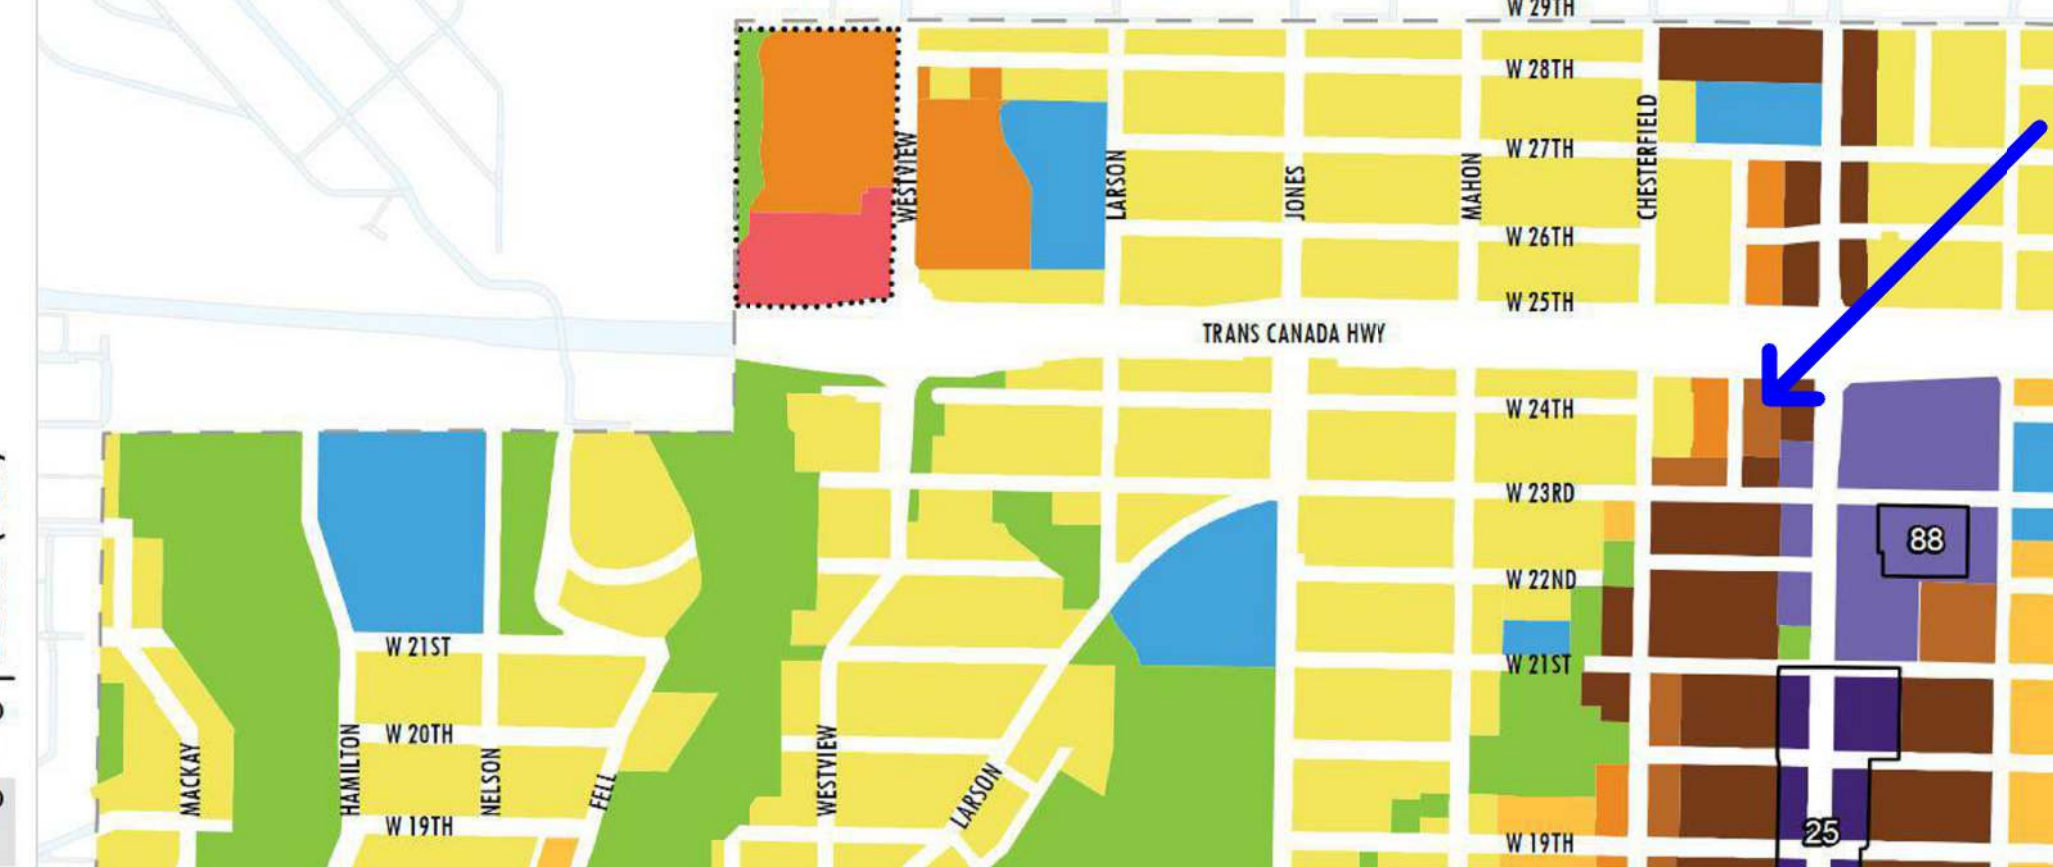 W 29TH
W 28TH
WESTVIEW
LARSON
JONES
MAHON
CHESTERFIELD
W 27TH
W 26TH
W 25TH
TRANS CANADA HWY
W 24TH
W 23RD
88
W 22ND
W 21ST
W 21ST
W 20TH
MACKAY
HAMILTON
NELSON
FELL
WESTVIEW
LARSON
W 19TH
W 19TH
25